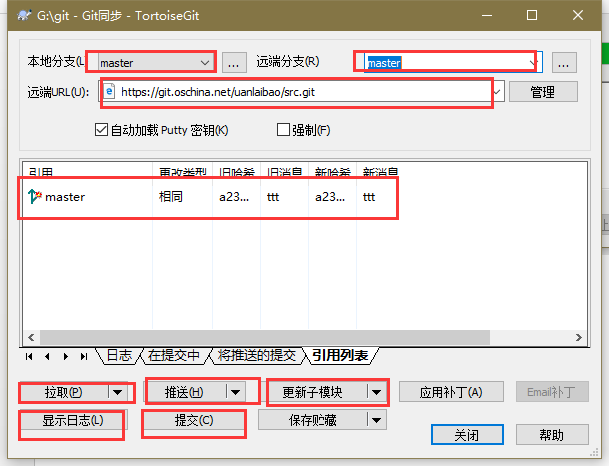 G:\git - Git同步 - TortoiseGit
本地分支(L master ... 远端分支(R) master ...
远端URL(U): https://git.oschina.net/uanlaibao/src.git 管理
自动加载 Putty 密钥(K) 强制(F)
引用 更改类型 旧哈希 旧消息 新哈希 新消息
master 相同 a23... ttt a23... ttt
日志 在提交中 将推送的提交 引用列表
拉取(P) 推送(H) 更新子模块 应用补丁(A) Email补丁
显示日志(L) 提交(C) 保存贮藏
关闭 帮助